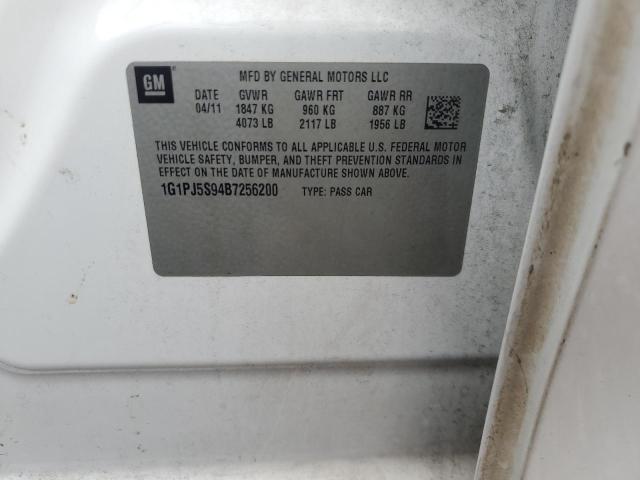 GM
MFD BY GENERAL MOTORS LLC
DATE GVWR GAWR FRT GAWR RR
04/11 1847 KG 960 KG 887 KG
4073 LB 2117 LB 1956 LB
THIS VEHICLE CONFORMS TO ALL APPLICABLE U.S. FEDERAL MOTOR
VEHICLE SAFETY, BUMPER, AND THEFT PREVENTION STANDARDS IN
EFFECT ON THE DATE OF MANUFACTURE SHOWN ABOVE.
1G1PJ5S94B7256200 TYPE: PASS CAR